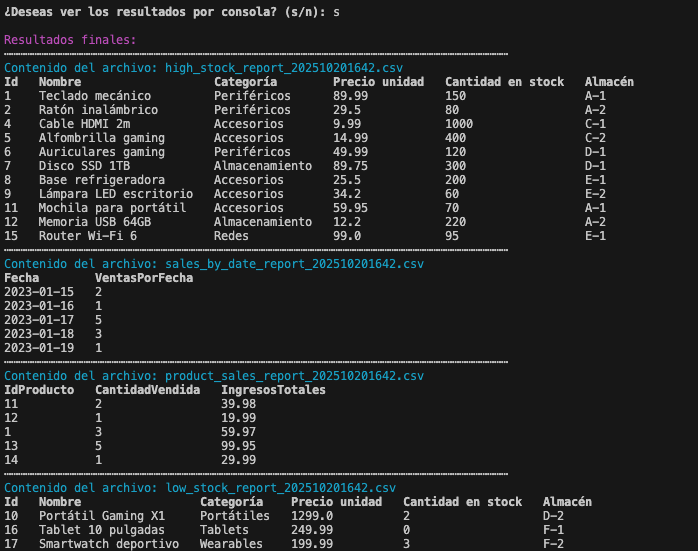 ¿Deseas ver los resultados por consola? (s/n): s
Resultados finales:
Contenido del archivo: high_stock_report_202510201642.csv
Id Nombre Categoría Precio unidad Cantidad en stock Almacén
1 Teclado mecánico Periféricos 89.99 150 A-1
2 Ratón inalámbrico Periféricos 29.5 80 A-2
4 Cable HDMI 2m Accesorios 9.99 1000 C-1
5 Alfombrilla gaming Accesorios 14.99 400 C-2
6 Auriculares gaming Periféricos 49.99 120 D-1
7 Disco SSD 1TB Almacenamiento 89.75 300 D-1
8 Base refrigeradora Accesorios 25.5 200 E-1
9 Lámpara LED escritorio Accesorios 34.2 60 E-2
11 Mochila para portátil Accesorios 59.95 70 A-1
12 Memoria USB 64GB Almacenamiento 12.2 220 A-2
15 Router Wi-Fi 6 Redes 99.0 95 E-1
Contenido del archivo: sales_by_date_report_202510201642.csv
Fecha VentasPorFecha
2023-01-15 2
2023-01-16 1
2023-01-17 5
2023-01-18 3
2023-01-19 1
Contenido del archivo: product_sales_report_202510201642.csv
IdProducto CantidadVendida IngresosTotales
11 2 39.98
12 1 19.99
1 3 59.97
13 5 99.95
14 1 29.99
Contenido del archivo: low_stock_report_202510201642.csv
Id Nombre Categoría Precio unidad Cantidad en stock Almacén
10 Portátil Gaming X1 Portátiles 1299.0 2 D-2
16 Tablet 10 pulgadas Tablets 249.99 0 F-1
17 Smartwatch deportivo Wearables 199.99 3 F-2